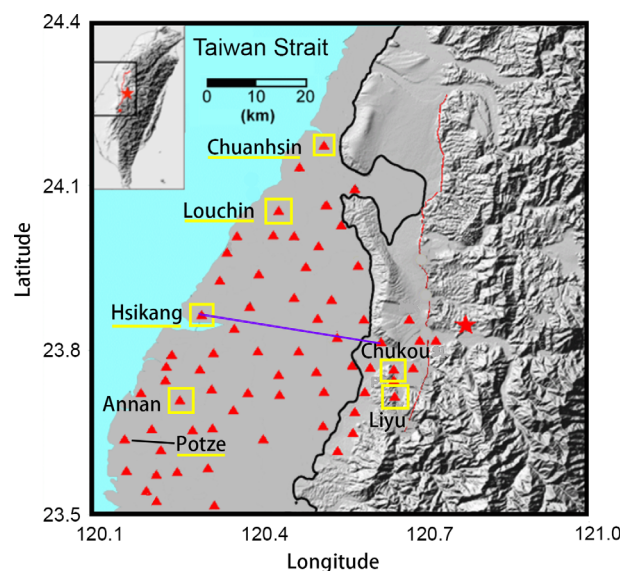 24.4
Taiwan Strait
0 10 20
(km)
Chuanhsin
24.1
Louchin
Latitude
Hsikang
23.8
Chukou
Annan
Liyu
Potze
23.5
120.1 120.4 120.7 121.0
Longitude